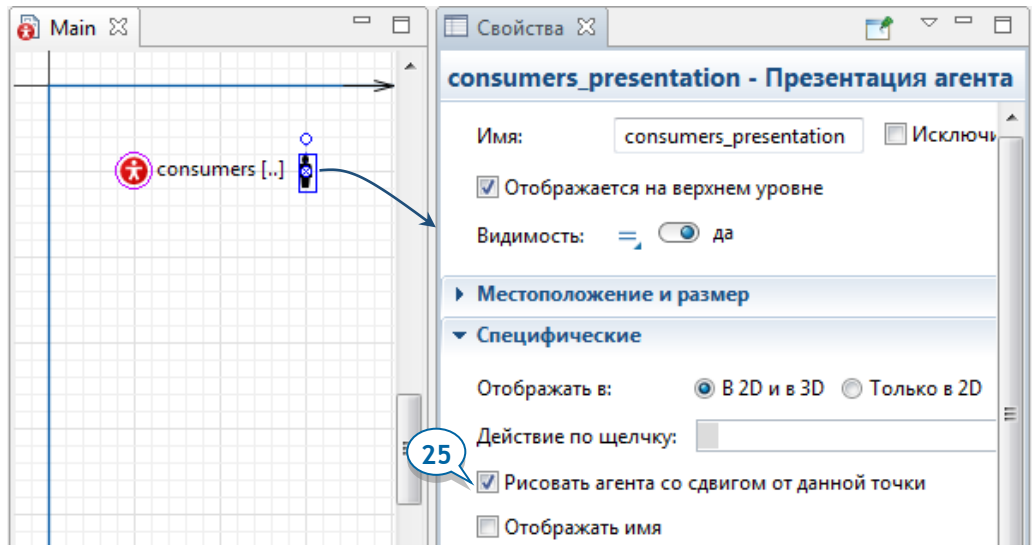 Main
consumers [..]
Свойства
consumers_presentation - Презентация агента
Имя: consumers_presentation Исключи
Отображается на верхнем уровне
Видимость: = да
Местоположение и размер
Специфические
Отображать в: В 2D и в 3D Только в 2D
Действие по щелчку:
25
Рисовать агента со сдвигом от данной точки
Отображать имя